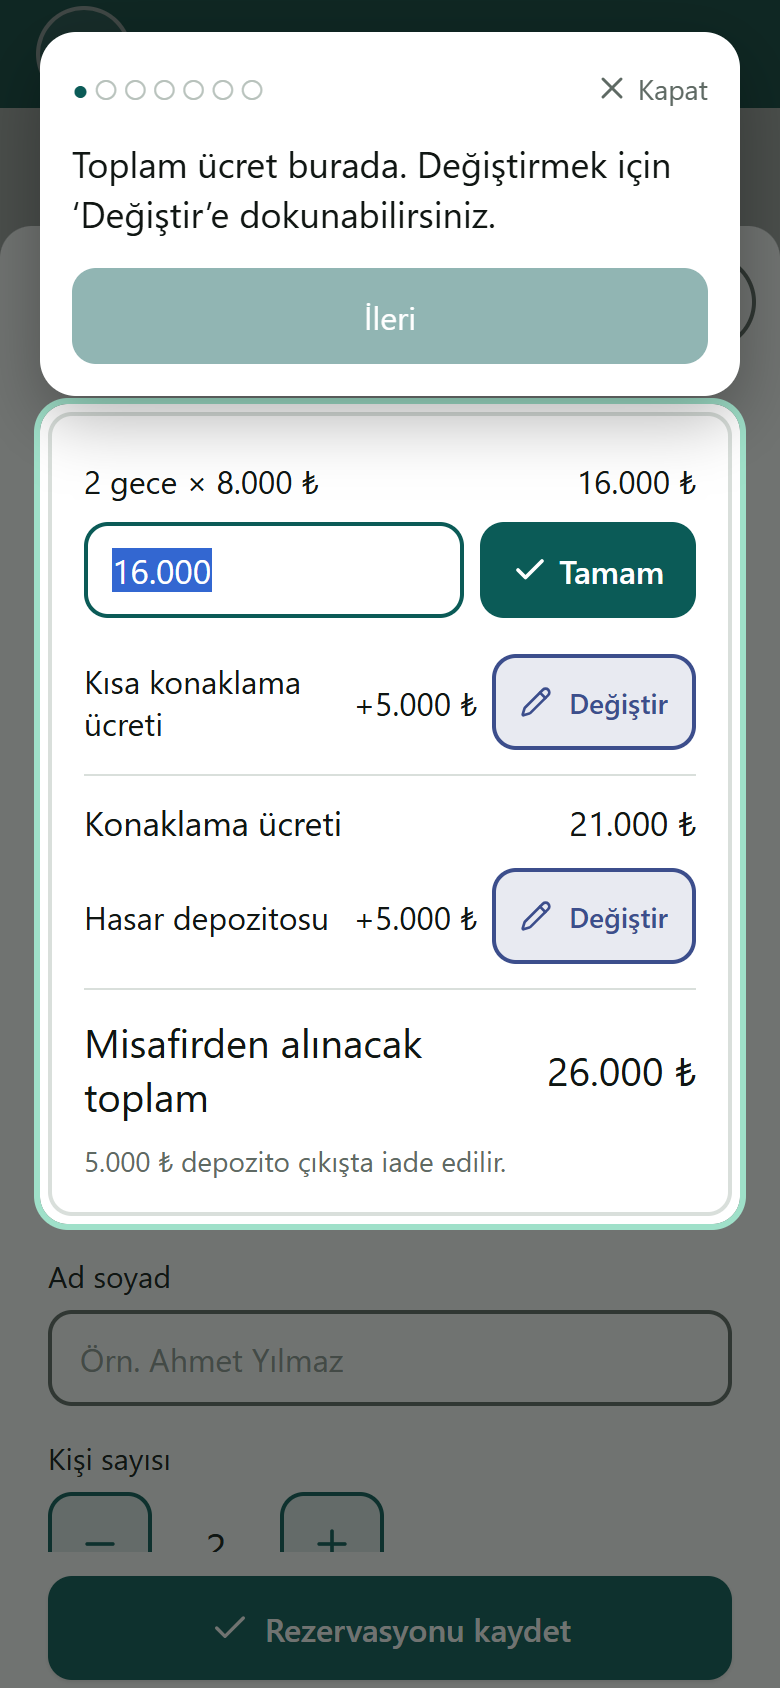 Kapat
Toplam ücret burada. Değiştirmek için
‘Değiştir’e dokunabilirsiniz.
İleri
2 gece × 8.000 ₺ 16.000 ₺
16.000 Tamam
Kısa konaklama
ücreti +5.000 ₺ Değiştir
Konaklama ücreti 21.000 ₺
Hasar depozitosu +5.000 ₺ Değiştir
Misafirden alınacak
toplam 26.000 ₺
5.000 ₺ depozito çıkışta iade edilir.
Ad soyad
Örn. Ahmet Yılmaz
Kişi sayısı
− 2 +
Rezervasyonu kaydet